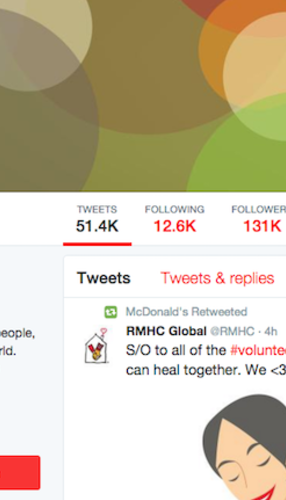 TWEETS FOLLOWING FOLLOWER
51.4K 12.6K 131K
Tweets Tweets & replies
McDonald's Retweeted
RMHC Global @RMHC · 4h
S/O to all of the #volunte
can heal together. We <3
eople,
rld.